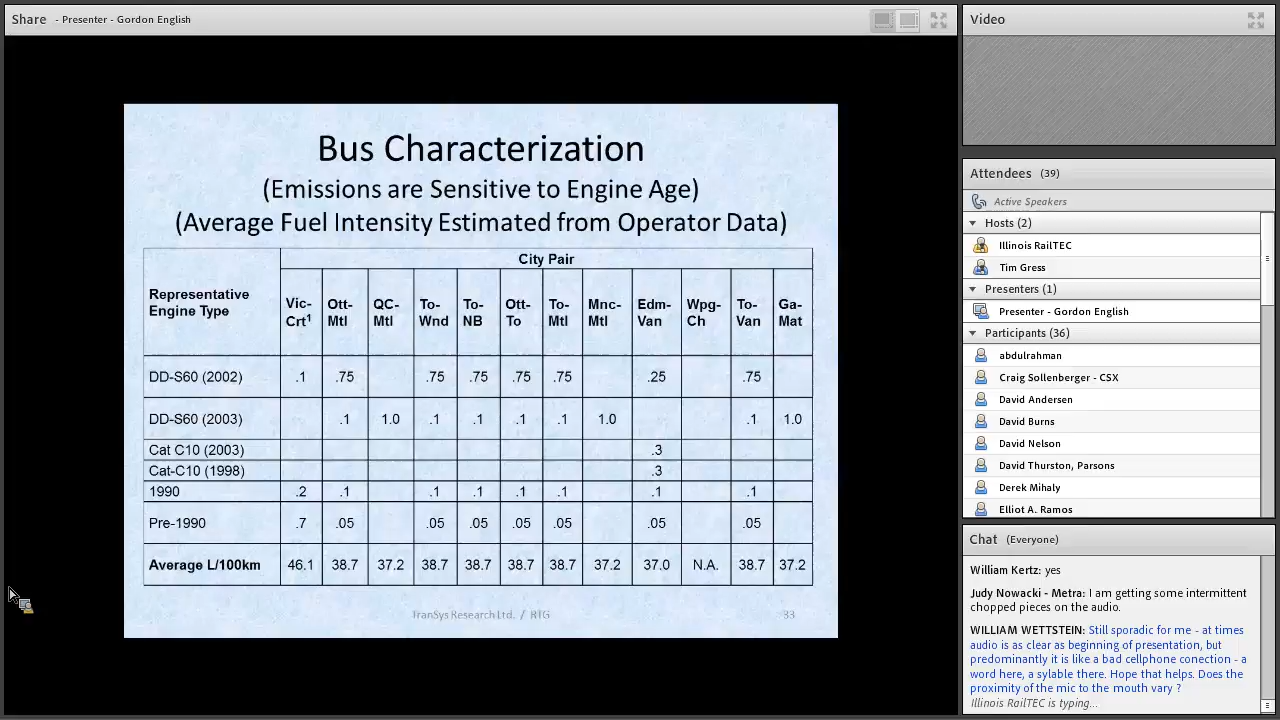 Share - Presenter - Gordon English
Bus Characterization
(Emissions are Sensitive to Engine Age)
(Average Fuel Intensity Estimated from Operator Data)
Representative Engine Type City Pair
Vic-Crt1 Ott-Mtl QC-Mtl To-Wnd To-NB Ott-To To-Mtl Mnc-Mtl Edm-Van Wpg-Ch To-Van Ga-Mat
DD-S60 (2002) .1 .75 .75 .75 .75 .75 .25 .75
DD-S60 (2003) .1 1.0 .1 .1 .1 .1 1.0 .1 1.0
Cat C10 (2003) .3
Cat-C10 (1998) .3
1990 .2 .1 .1 .1 .1 .1 .1 .1
Pre-1990 .7 .05 .05 .05 .05 .05 .05 .05
Average L/100km 46.1 38.7 37.2 38.7 38.7 38.7 38.7 37.2 37.0 N.A. 38.7 37.2
TranSys Research Ltd. / RTG 33
Video
Attendees (39)
Active Speakers
Hosts (2)
Illinois RailTEC
Tim Gress
Presenters (1)
Presenter - Gordon English
Participants (36)
abdulrahman
Craig Sollenberger - CSX
David Andersen
David Burns
David Nelson
David Thurston, Parsons
Derek Mihaly
Elliot A. Ramos
Chat (Everyone)
William Kertz: yes
Judy Nowacki - Metra: I am getting some intermittent
chopped pieces on the audio.
WILLIAM WETTSTEIN: Still sporadic for me - at times
audio is as clear as beginning of presentation, but
predominantly it is like a bad cellphone conection - a
word here, a sylable there. Hope that helps. Does the
proximity of the mic to the mouth vary ?
Illinois RailTEC is typing...